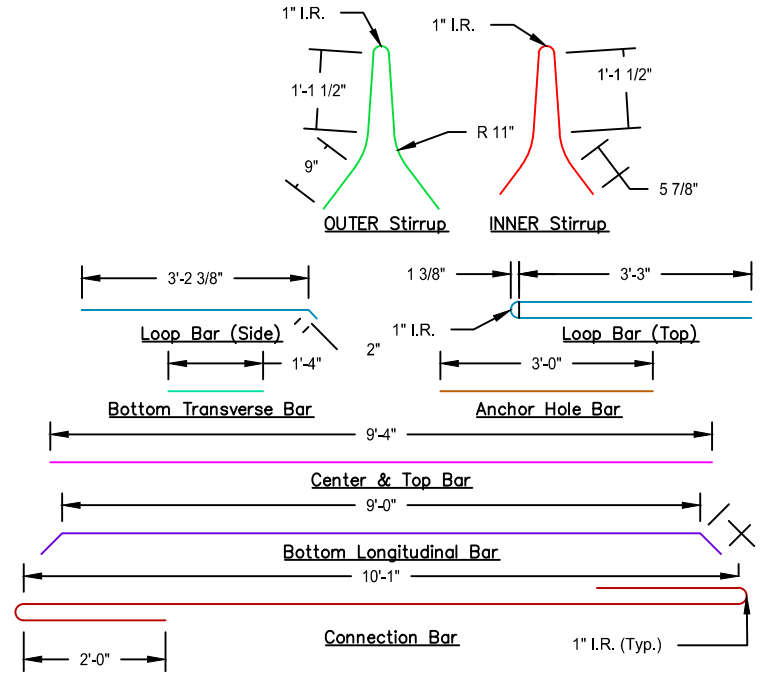 1" I.R.
1" I.R.
1'-1 1/2"
1'-1 1/2"
R 11"
9"
5 7/8"
OUTER Stirrup
INNER Stirrup
3'-2 3/8"
1 3/8"
3'-3"
1" I.R.
Loop Bar (Side)
Loop Bar (Top)
2"
1'-4"
3'-0"
Bottom Transverse Bar
Anchor Hole Bar
9'-4"
Center & Top Bar
9'-0"
Bottom Longitudinal Bar
10'-1"
Connection Bar
1" I.R. (Typ.)
2'-0"